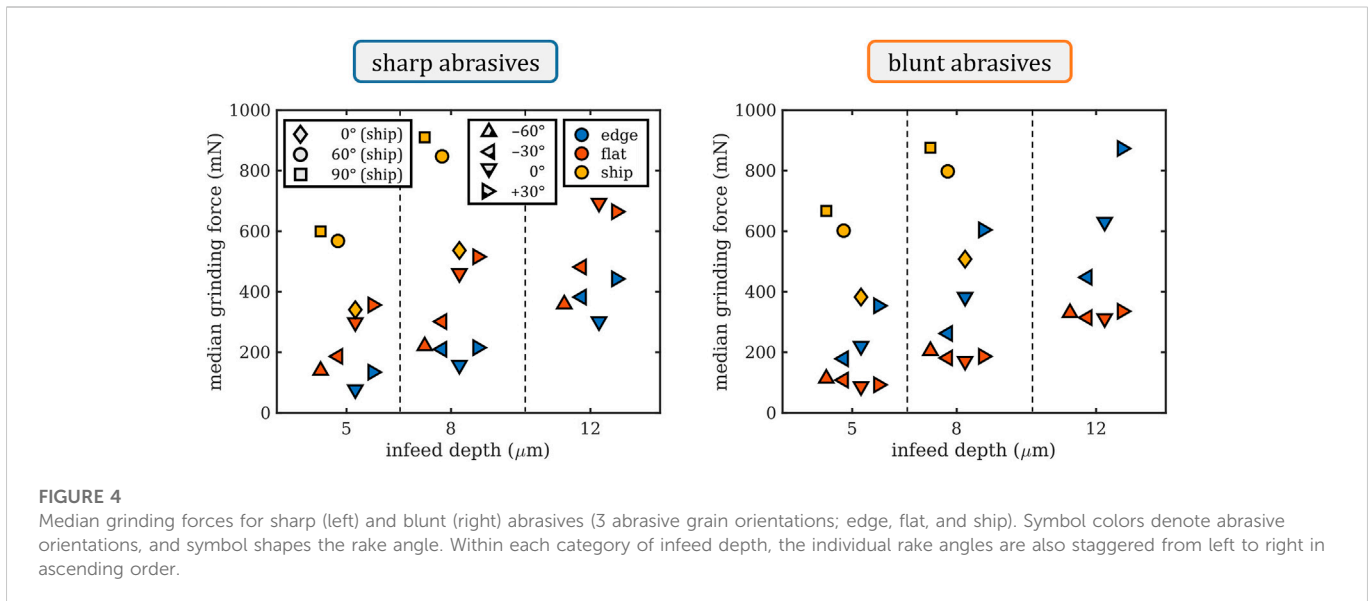 sharp abrasives
blunt abrasives
1000
800
600
400
200
0
median grinding force (mN)
0° (ship)
60° (ship)
90° (ship)
−60°
−30°
0°
+30°
edge
flat
ship
5
8
12
infeed depth (μm)
1000
800
600
400
200
0
median grinding force (mN)
5
8
12
infeed depth (μm)
FIGURE 4
Median grinding forces for sharp (left) and blunt (right) abrasives (3 abrasive grain orientations; edge, flat, and ship). Symbol colors denote abrasive
orientations, and symbol shapes the rake angle. Within each category of infeed depth, the individual rake angles are also staggered from left to right in
ascending order.